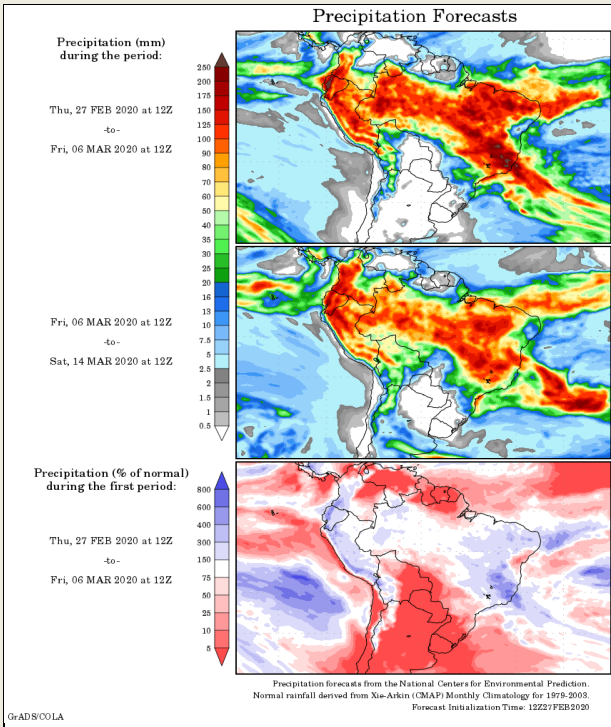 Precipitation Forecasts
Precipitation (mm)
during the period:
Thu, 27 FEB 2020 at 12Z
-to-
Fri, 06 MAR 2020 at 12Z
250
200
175
150
125
100
90
80
70
60
50
40
35
30
25
20
16
13
10
7.5
5
2.5
2
1.5
1
0.5
Fri, 06 MAR 2020 at 12Z
-to-
Sat, 14 MAR 2020 at 12Z
Precipitation (% of normal)
during the first period:
Thu, 27 FEB 2020 at 12Z
-to-
Fri, 06 MAR 2020 at 12Z
800
600
400
300
150
75
50
25
10
5
Precipitation forecasts from the National Centers for Environmental Prediction.
Normal rainfall derived from Xie-Arkin (CMAP) Monthly Climatology for 1979-2003.
Forecast Initialization Time: 12Z27FEB2020
GrADS/COLA